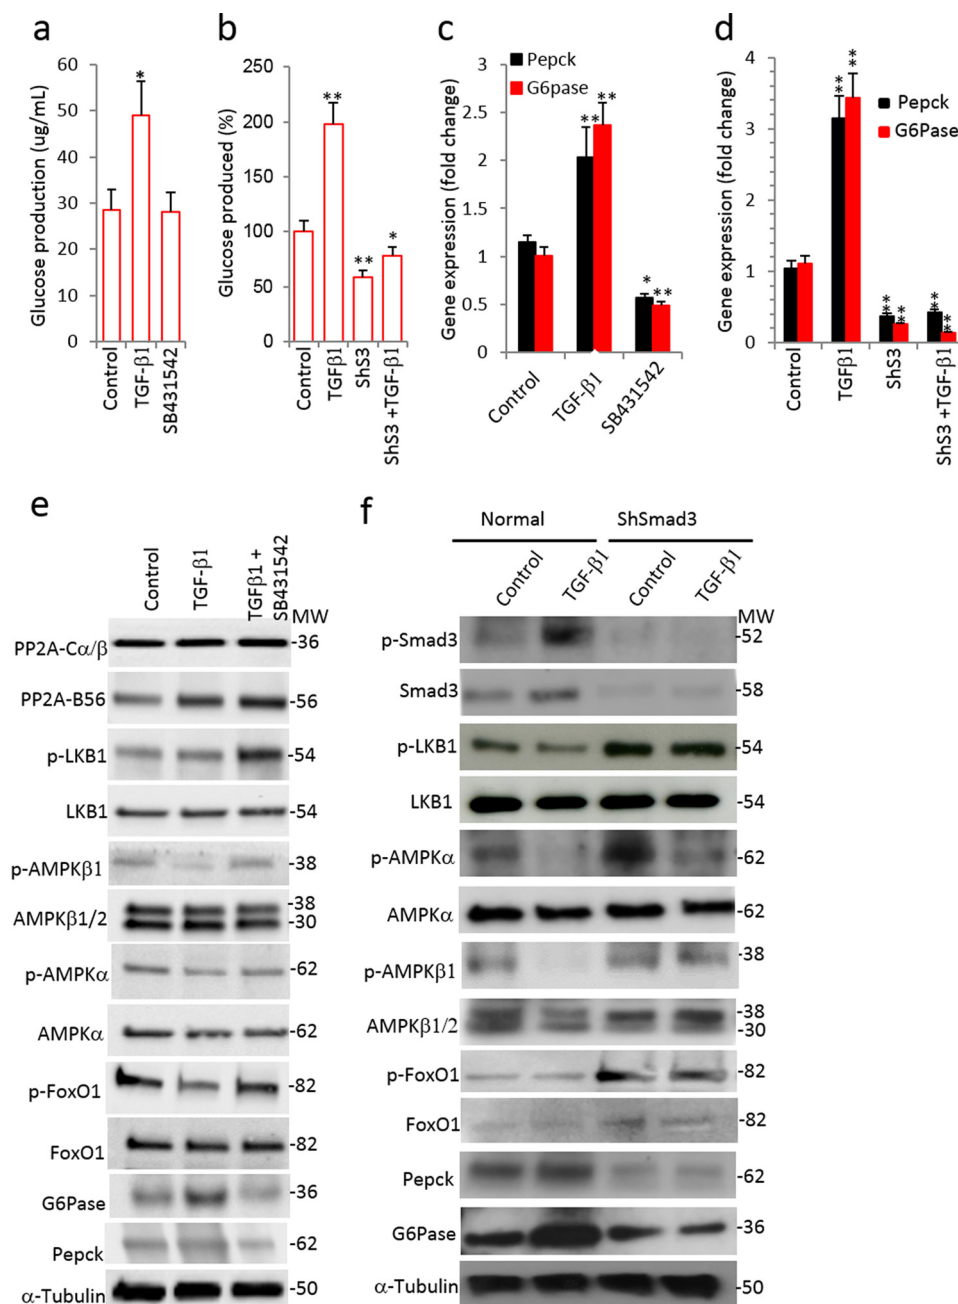 a
Glucose production (ug/mL)
60
50
40
30
20
10
0
*
Control
TGF-β1
SB431542
b
Glucose produced (%)
250
200
150
100
50
0
**
**
*
Control
TGFβ1
ShS3
ShS3 +TGF-β1
c
Pepck
G6pase
Gene expression (fold change)
3
2.5
2
1.5
1
0.5
0
**
**
*
**
Control
TGF-β1
SB431542
d
Pepck
G6Pase
Gene expression (fold change)
4
3
2
1
0
**
**
**
**
**
**
Control
TGFβ1
ShS3
ShS3 +TGF-β1
e
Control
TGF-β1
TGFβ1 +
SB431542
MW
PP2A-Cα/β
-36
PP2A-B56
-56
p-LKB1
-54
LKB1
-54
p-AMPKβ1
-38
AMPKβ1/2
-38
-30
p-AMPKα
-62
AMPKα
-62
p-FoxO1
-82
FoxO1
-82
G6Pase
-36
Pepck
-62
α-Tubulin
-50
f
Normal
ShSmad3
Control
TGF-β1
Control
TGF-β1
MW
p-Smad3
-52
Smad3
-58
p-LKB1
-54
LKB1
-54
p-AMPKα
-62
AMPKα
-62
p-AMPKβ1
-38
AMPKβ1/2
-38
-30
p-FoxO1
-82
FoxO1
-82
Pepck
-62
G6Pase
-36
α-Tubulin
-50